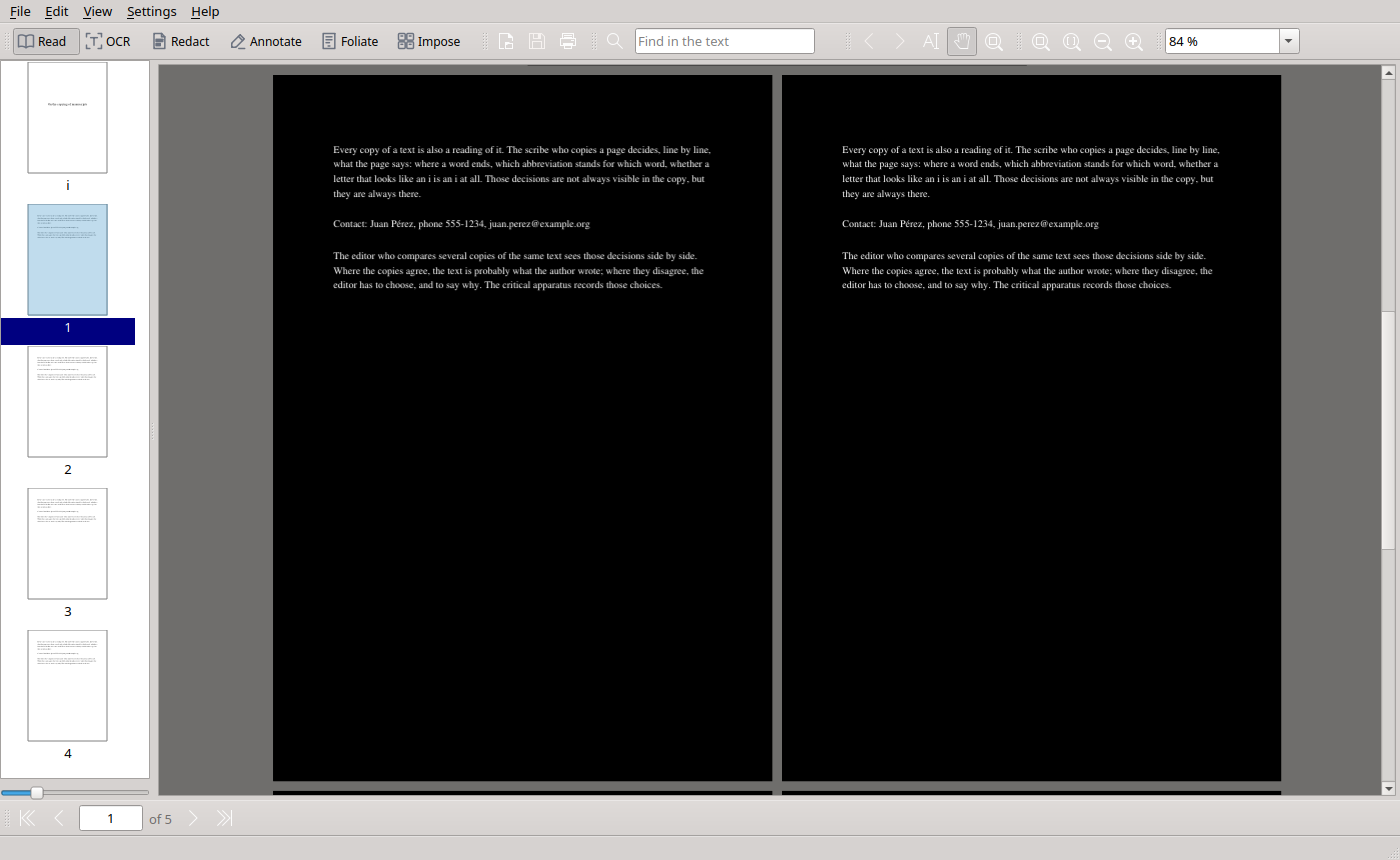 File Edit View Settings Help
Read OCR Redact Annotate Foliate Impose Find in the text 84 %
i
1
2
3
4
Every copy of a text is also a reading of it. The scribe who copies a page decides, line by line,
what the page says: where a word ends, which abbreviation stands for which word, whether a
letter that looks like an i is an i at all. Those decisions are not always visible in the copy, but
they are always there.
Contact: Juan Pérez, phone 555-1234, juan.perez@example.org
The editor who compares several copies of the same text sees those decisions side by side.
Where the copies agree, the text is probably what the author wrote; where they disagree, the
editor has to choose, and to say why. The critical apparatus records those choices.
Every copy of a text is also a reading of it. The scribe who copies a page decides, line by line,
what the page says: where a word ends, which abbreviation stands for which word, whether a
letter that looks like an i is an i at all. Those decisions are not always visible in the copy, but
they are always there.
Contact: Juan Pérez, phone 555-1234, juan.perez@example.org
The editor who compares several copies of the same text sees those decisions side by side.
Where the copies agree, the text is probably what the author wrote; where they disagree, the
editor has to choose, and to say why. The critical apparatus records those choices.
1 of 5